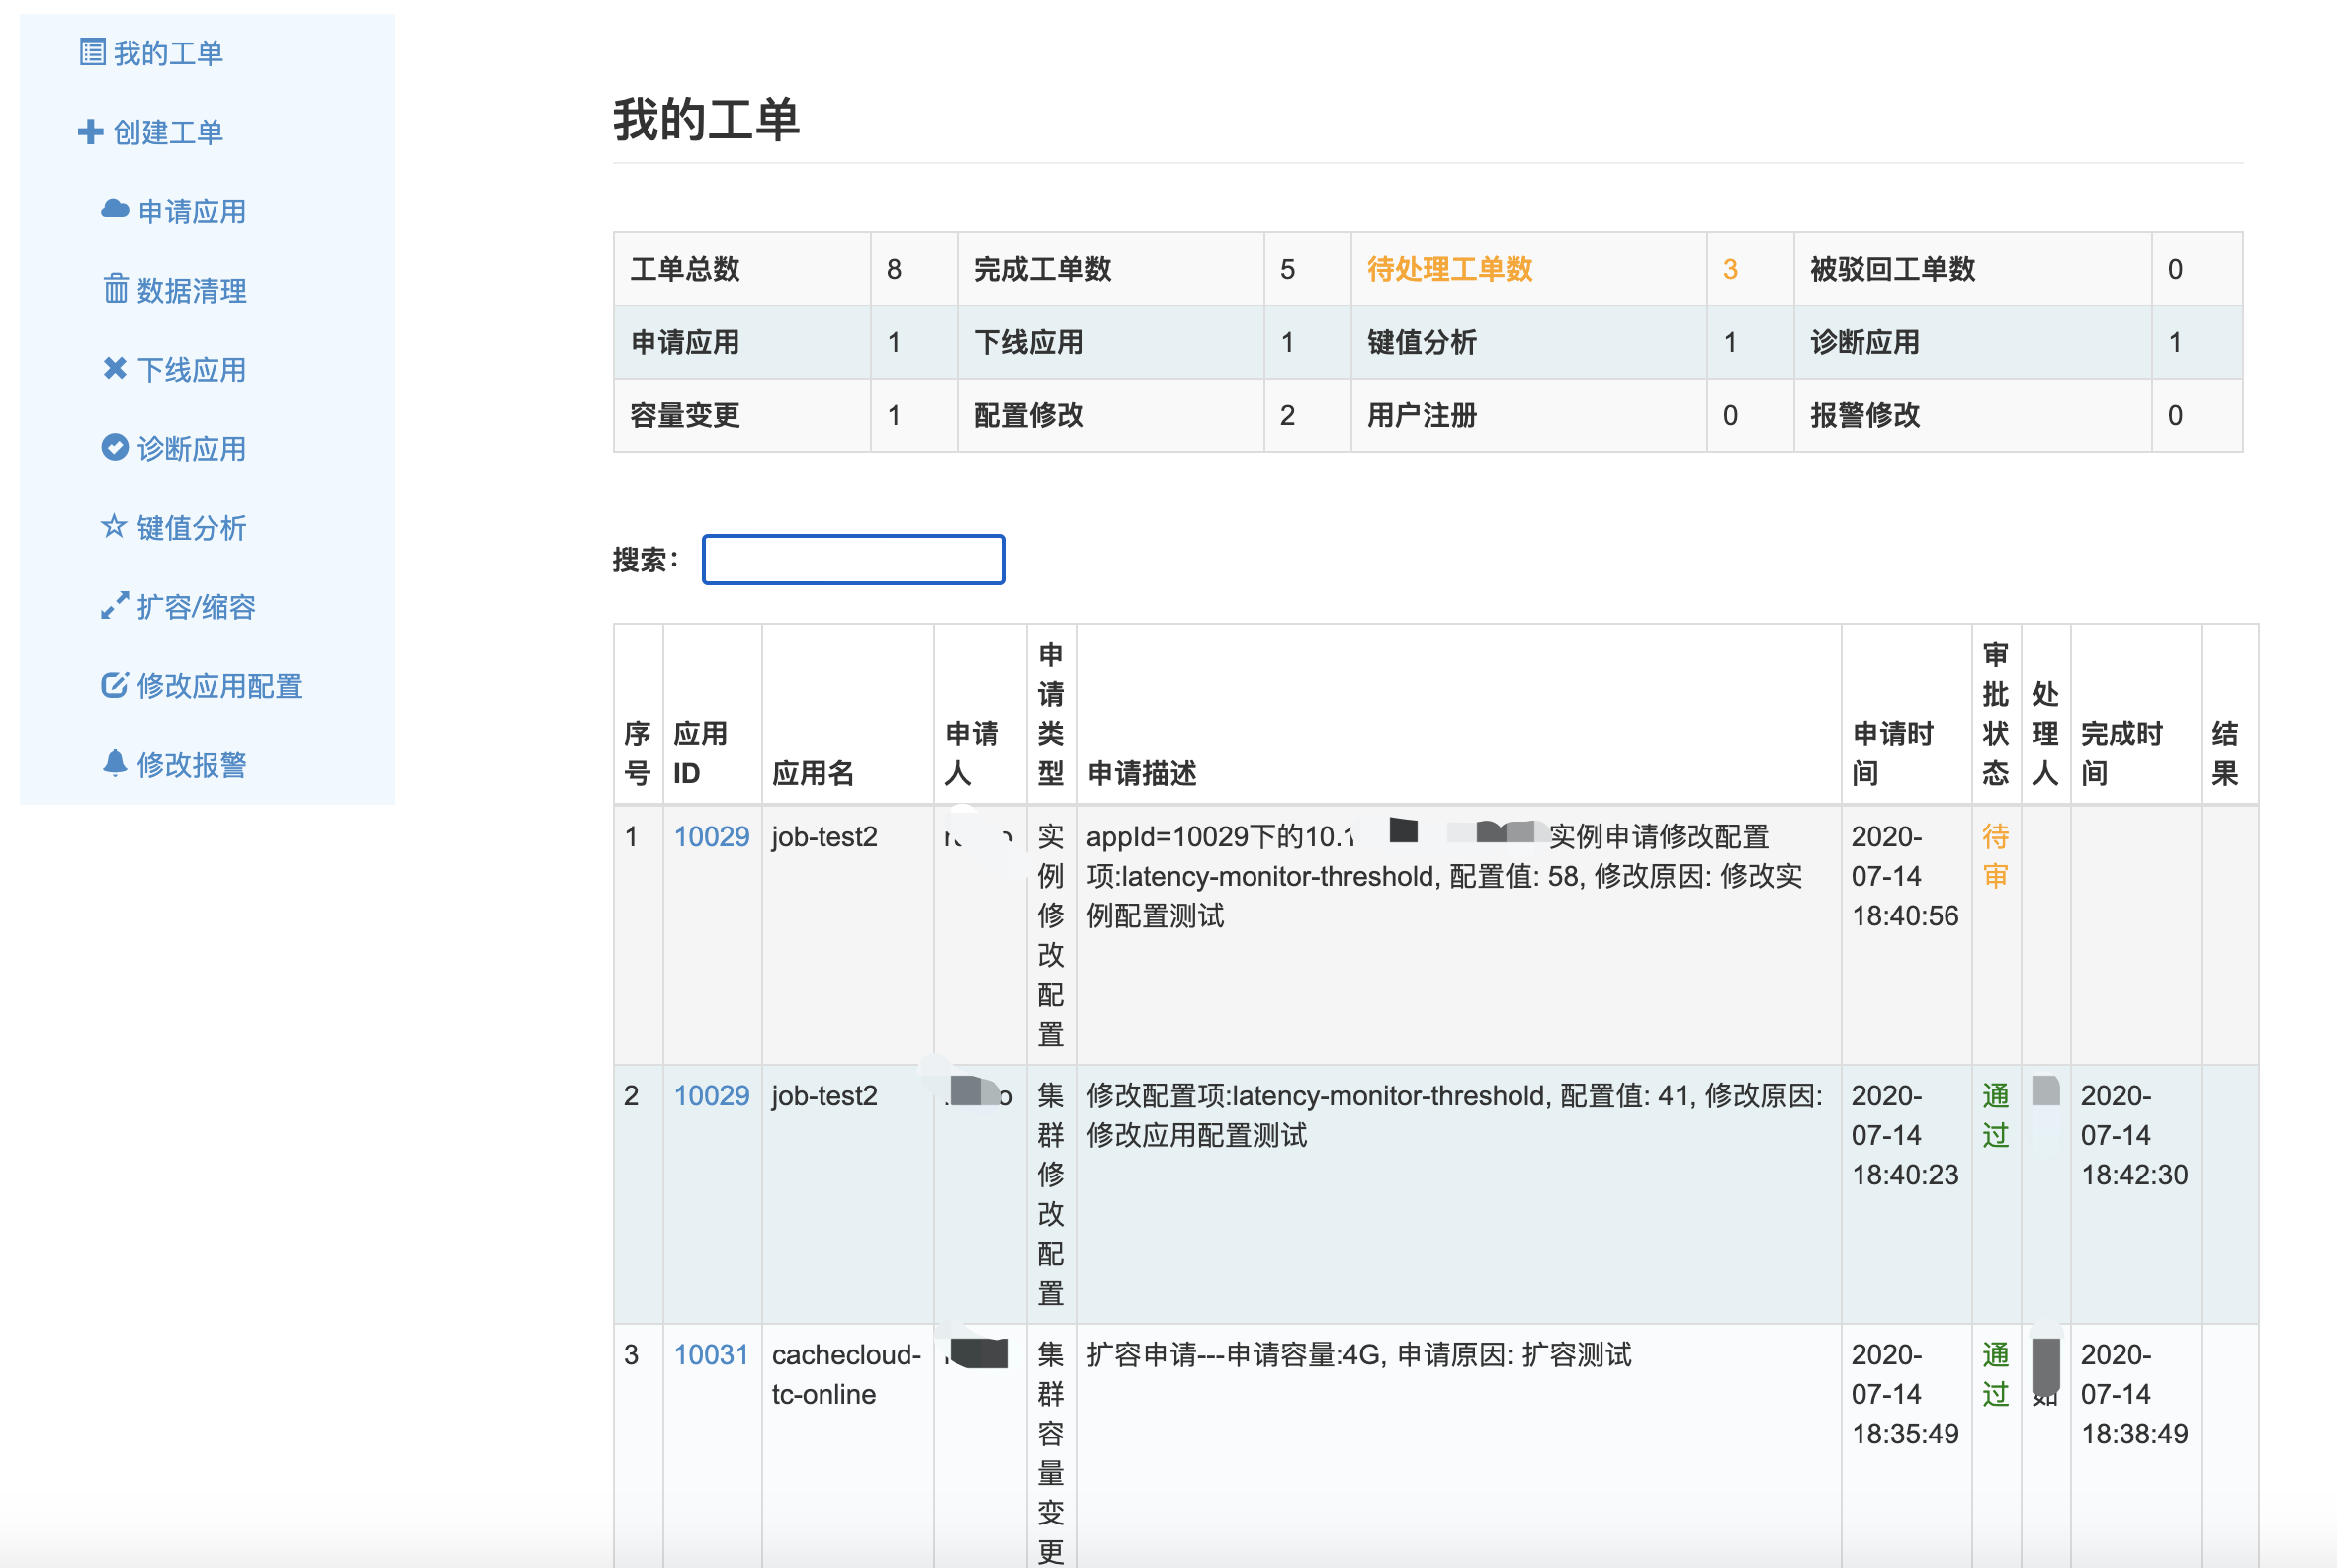 我的工单
创建工单
申请应用
数据清理
下线应用
诊断应用
键值分析
扩容/缩容
修改应用配置
修改报警
我的工单
工单总数 8 完成工单数 5 待处理工单数 3 被驳回工单数 0
申请应用 1 下线应用 1 键值分析 1 诊断应用 1
容量变更 1 配置修改 2 用户注册 0 报警修改 0
搜索：
序号 应用ID 应用名 申请人 申请类型 申请描述 申请时间 审批状态 处理人 完成时间 结果
1 10029 job-test2 实例修改配置 appId=10029下的10. 实例申请修改配置
项:latency-monitor-threshold, 配置值: 58, 修改原因: 修改实
例配置测试
2020-
07-14
18:40:56
待审
2 10029 job-test2 集群修改配置 修改配置项:latency-monitor-threshold, 配置值: 41, 修改原因:
修改应用配置测试
2020-
07-14
18:40:23
通过
2020-
07-14
18:42:30
3 10031 cachecloud-
tc-online
集群容量变更 扩容申请---申请容量:4G, 申请原因: 扩容测试
2020-
07-14
18:35:49
通过
2020-
07-14
18:38:49